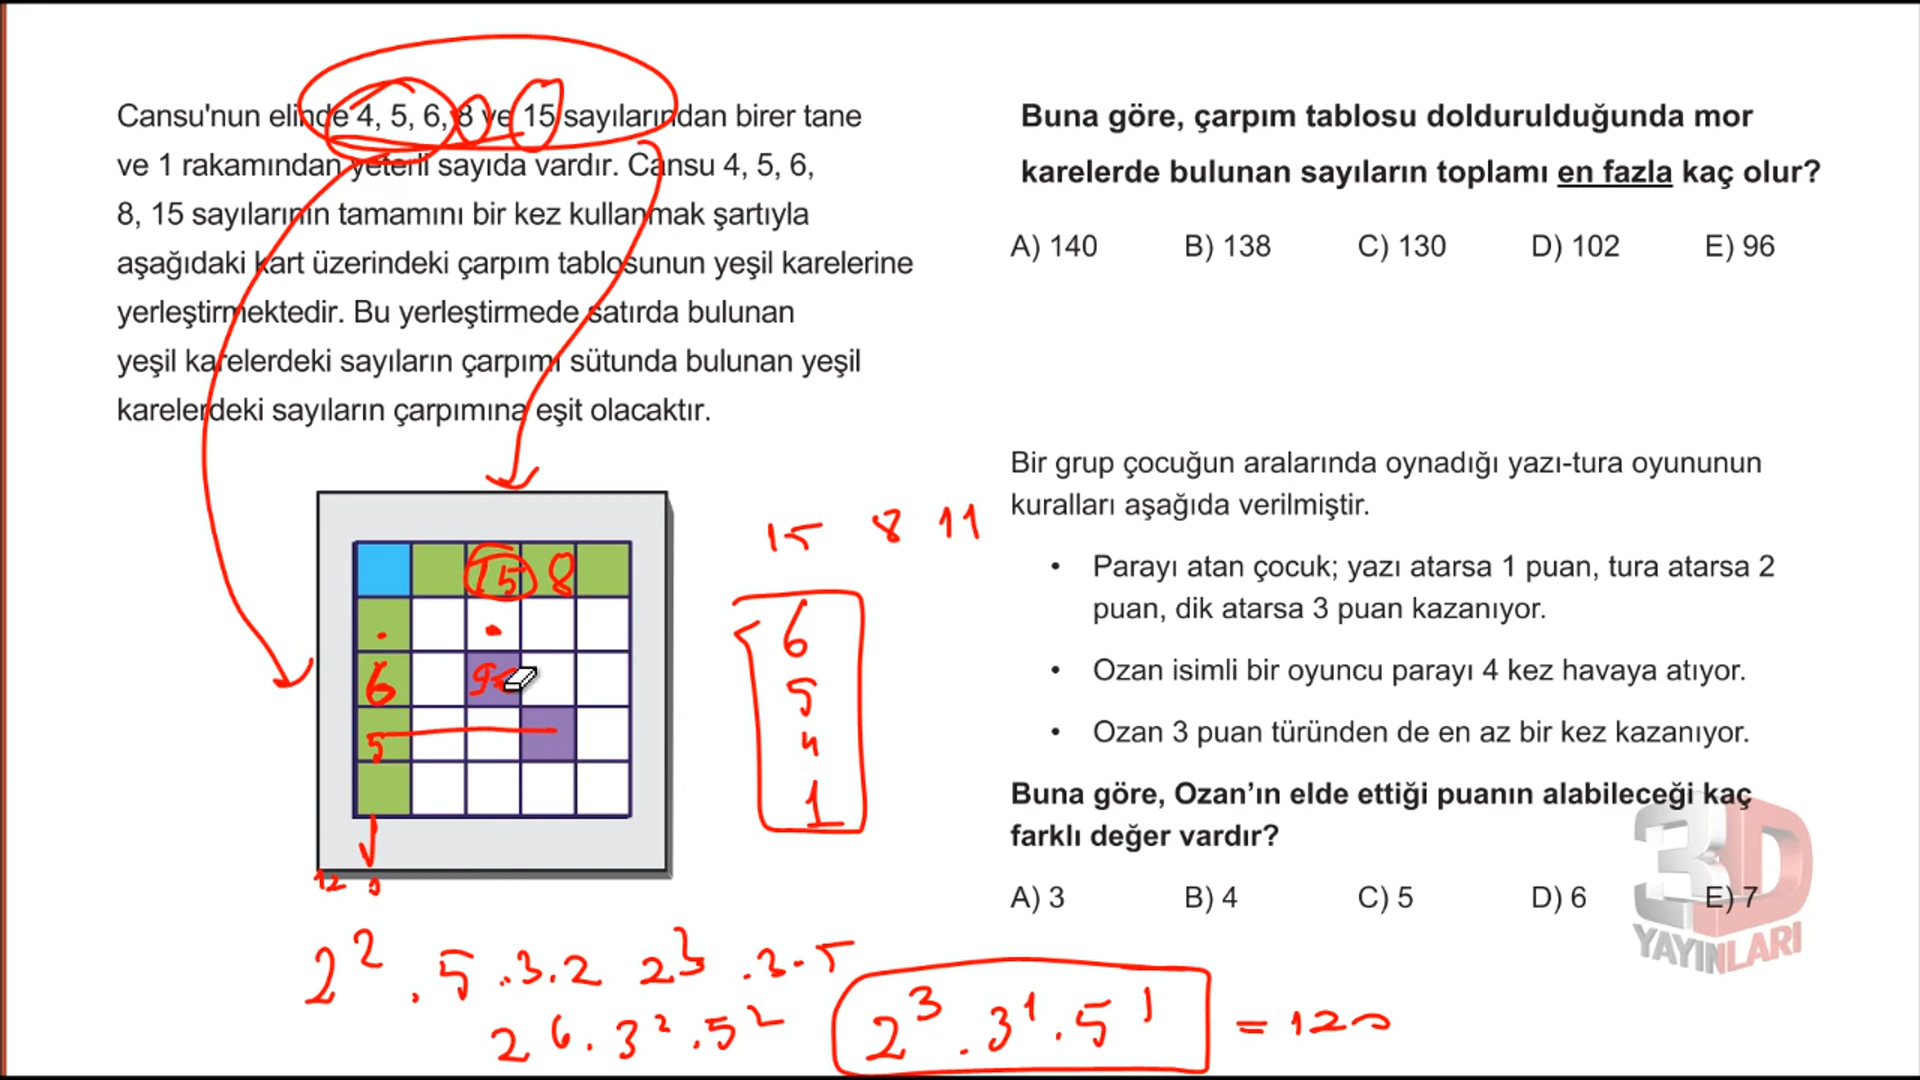 Cansu'nun elinde 4, 5, 6, 8 ve 15 sayılarından birer tane
ve 1 rakamından yeterli sayıda vardır. Cansu 4, 5, 6,
8, 15 sayılarının tamamını bir kez kullanmak şartıyla
aşağıdaki kart üzerindeki çarpım tablosunun yeşil karelerine
yerleştirmektedir. Bu yerleştirmede satırda bulunan
yeşil karelerdeki sayıların çarpımı sütunda bulunan yeşil
karelerdeki sayıların çarpımına eşit olacaktır.
15 8
6
5
120
15 8 11
6
5
4
1
2² . 5 . 3 . 2 2³ . 3 . 5
2⁶ . 3² . 5²
2³ . 3¹ . 5¹ = 120
Buna göre, çarpım tablosu doldurulduğunda mor
karelerde bulunan sayıların toplamı en fazla kaç olur?
A) 140 B) 138 C) 130 D) 102 E) 96
Bir grup çocuğun aralarında oynadığı yazı-tura oyununun
kuralları aşağıda verilmiştir.
• Parayı atan çocuk; yazı atarsa 1 puan, tura atarsa 2
puan, dik atarsa 3 puan kazanıyor.
• Ozan isimli bir oyuncu parayı 4 kez havaya atıyor.
• Ozan 3 puan türünden de en az bir kez kazanıyor.
Buna göre, Ozan’ın elde ettiği puanın alabileceği kaç
farklı değer vardır?
A) 3 B) 4 C) 5 D) 6 E) 7
3D
YAYINLARI